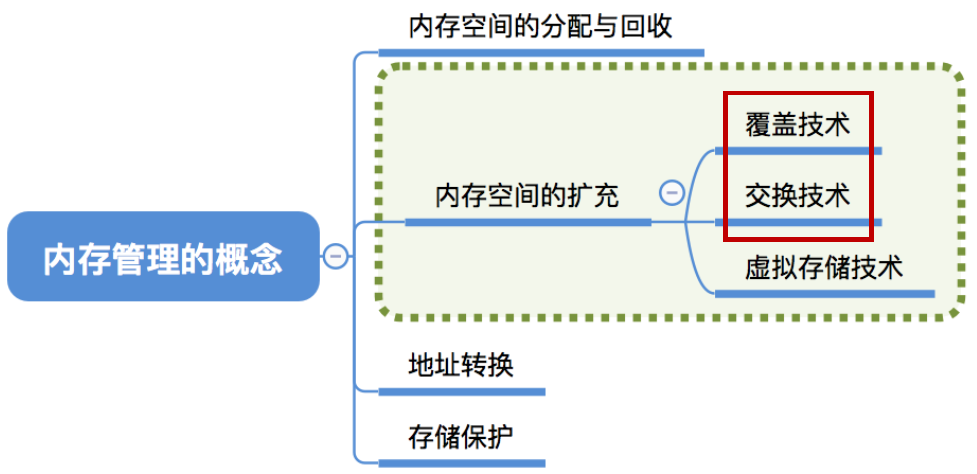 内存管理的概念
内存空间的分配与回收
内存空间的扩充
覆盖技术
交换技术
虚拟存储技术
地址转换
存储保护